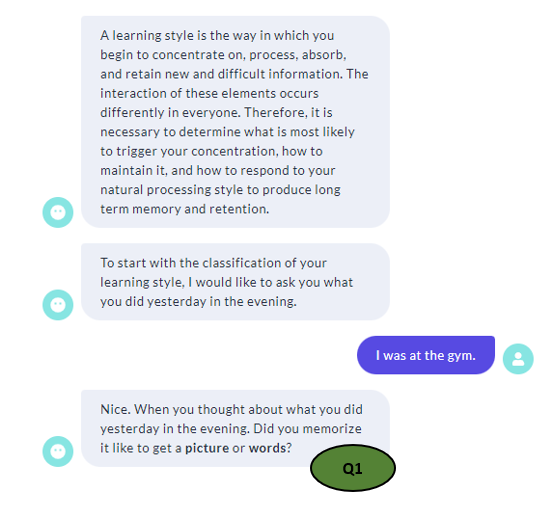 A learning style is the way in which you
begin to concentrate on, process, absorb,
and retain new and difficult information. The
interaction of these elements occurs
differently in everyone. Therefore, it is
necessary to determine what is most likely
to trigger your concentration, how to
maintain it, and how to respond to your
natural processing style to produce long
term memory and retention.
To start with the classification of your
learning style, I would like to ask you what
you did yesterday in the evening.
I was at the gym.
Nice. When you thought about what you did
yesterday in the evening. Did you memorize
it like to get a picture or words?
Q1